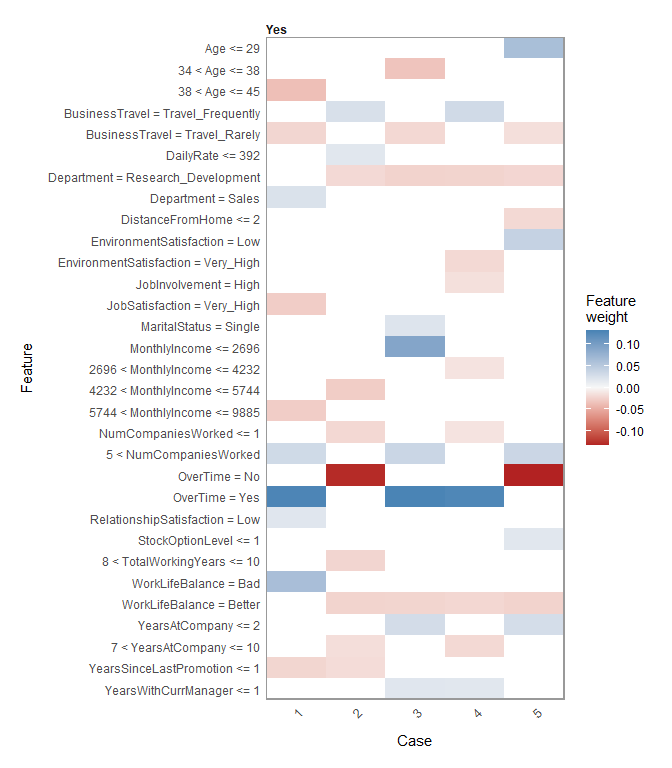 Yes
Age <= 29
34 < Age <= 38
38 < Age <= 45
BusinessTravel = Travel_Frequently
BusinessTravel = Travel_Rarely
DailyRate <= 392
Department = Research_Development
Department = Sales
DistanceFromHome <= 2
EnvironmentSatisfaction = Low
EnvironmentSatisfaction = Very_High
JobInvolvement = High
JobSatisfaction = Very_High
MaritalStatus = Single
MonthlyIncome <= 2696
2696 < MonthlyIncome <= 4232
4232 < MonthlyIncome <= 5744
5744 < MonthlyIncome <= 9885
NumCompaniesWorked <= 1
5 < NumCompaniesWorked
OverTime = No
OverTime = Yes
RelationshipSatisfaction = Low
StockOptionLevel <= 1
8 < TotalWorkingYears <= 10
WorkLifeBalance = Bad
WorkLifeBalance = Better
YearsAtCompany <= 2
7 < YearsAtCompany <= 10
YearsSinceLastPromotion <= 1
YearsWithCurrManager <= 1
Feature
1 2 3 4 5
Case
Feature
weight
0.10
0.05
0.00
-0.05
-0.10